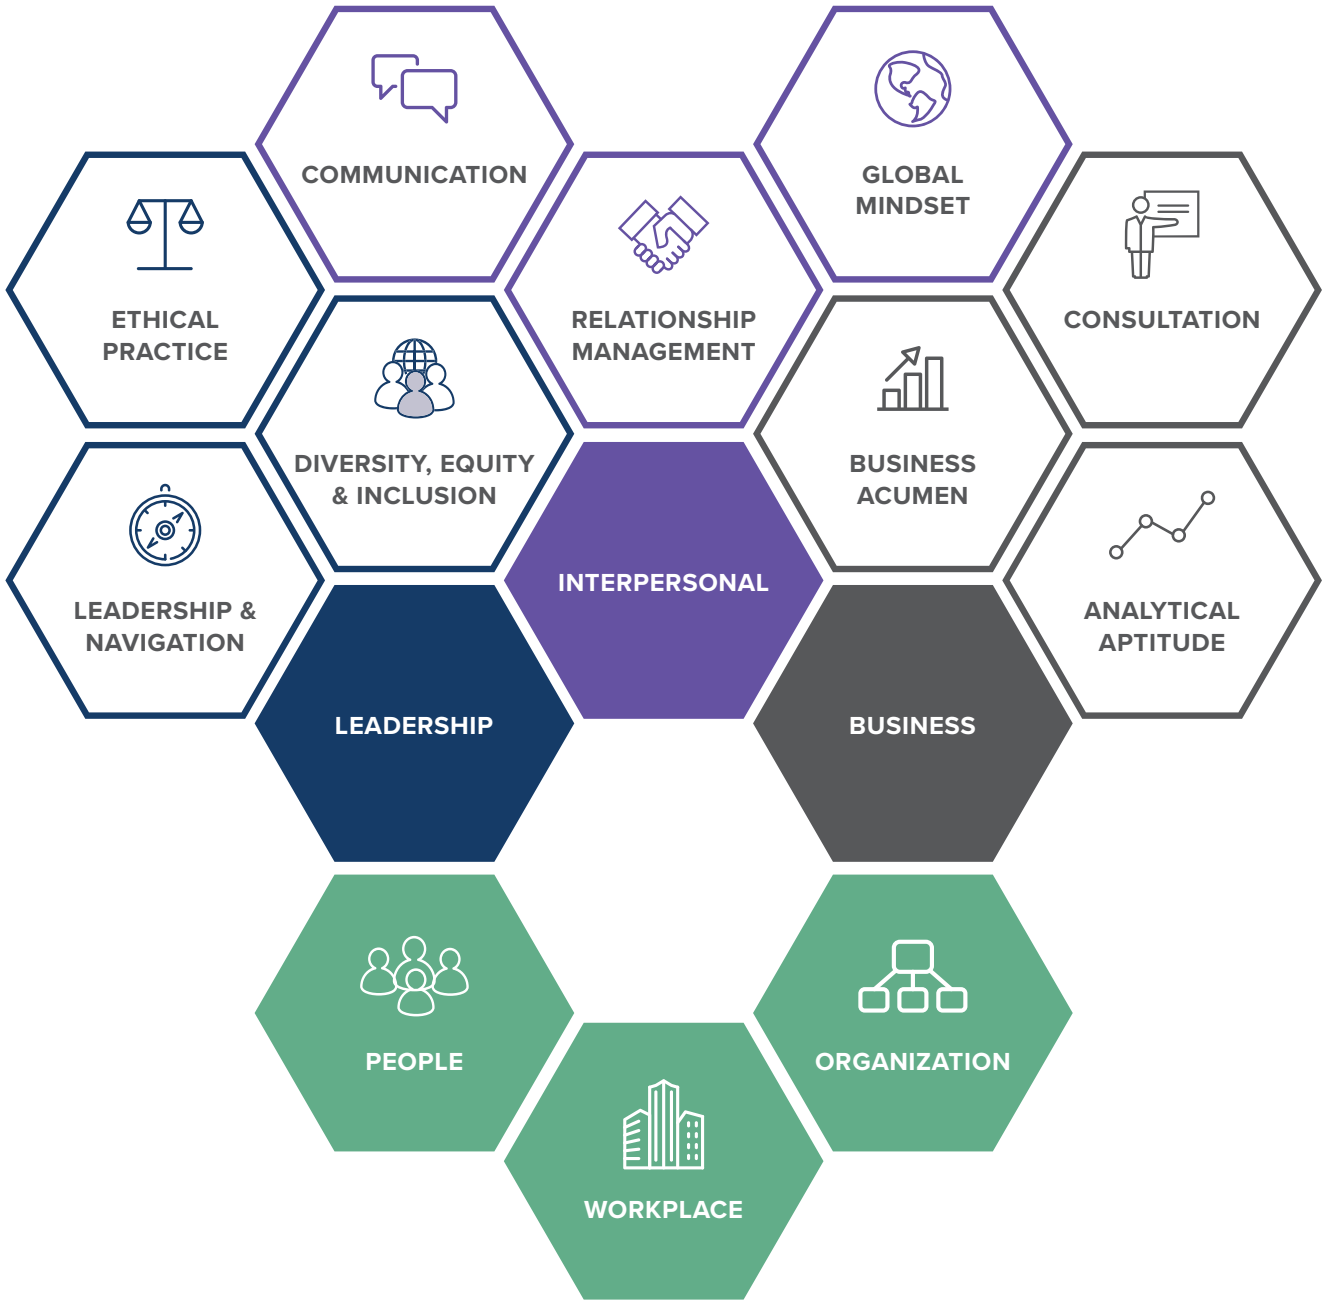 COMMUNICATION
GLOBAL
MINDSET
ETHICAL
PRACTICE
RELATIONSHIP
MANAGEMENT
CONSULTATION
DIVERSITY, EQUITY
& INCLUSION
BUSINESS
ACUMEN
LEADERSHIP &
NAVIGATION
INTERPERSONAL
ANALYTICAL
APTITUDE
LEADERSHIP
BUSINESS
PEOPLE
ORGANIZATION
WORKPLACE